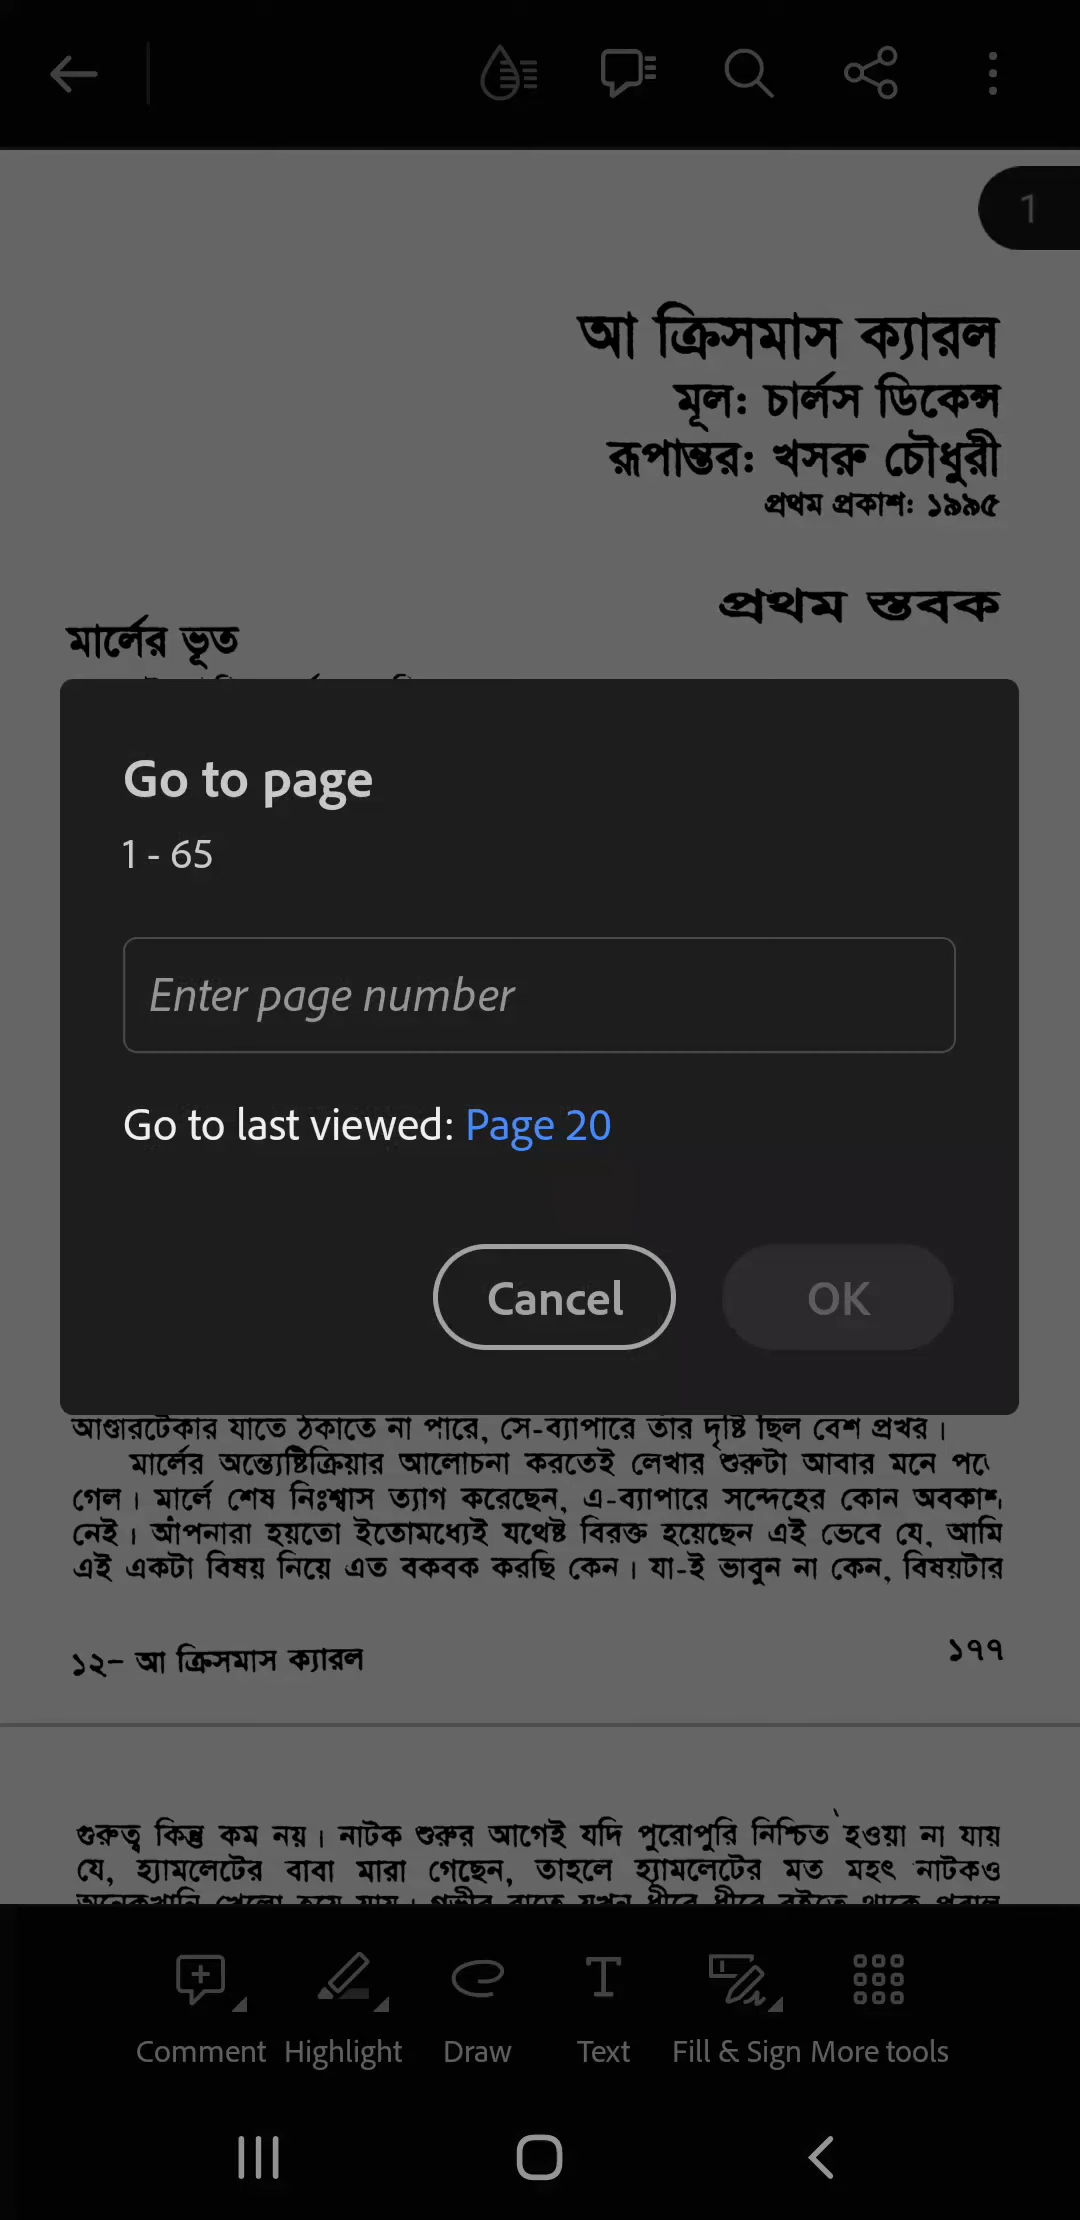 1
আ ক্রিসমাস ক্যারল
মূল: চার্লস ডিকেন্স
রূপান্তর: খসরু চৌধুরী
প্রথম প্রকাশ: ১৯৯৫
প্রথম স্তবক
মার্লের ভূত
Go to page
1 - 65
Enter page number
Go to last viewed: Page 20
Cancel
OK
আণ্ডারটেকার যাতে ঠকাতে না পারে, সে-ব্যাপারে তার দৃষ্টি ছিল বেশ প্রখর।
মার্লের অন্ত্যেষ্টিক্রিয়ার আলোচনা করতেই লেখার শুরুটা আবার মনে পড়ে
গেল। মার্লে শেষ নিঃশ্বাস ত্যাগ করেছেন, এ-ব্যাপারে সন্দেহের কোন অবকাশ
নেই। আপনারা হয়তো ইতোমধ্যেই যথেষ্ট বিরক্ত হয়েছেন এই ভেবে যে, আমি
এই একটা বিষয় নিয়ে এত বকবক করছি কেন। যা-ই ভাবুন না কেন, বিষয়টার
১২– আ ক্রিসমাস ক্যারল
১৭৭
গুরুত্ব কিন্তু কম নয়। নাটক শুরুর আগেই যদি পুরোপুরি নিশ্চিত হওয়া না যায়
যে, হ্যামলেটের বাবা মারা গেছেন, তাহলে হ্যামলেটের মত মহৎ নাটকও
Comment
Highlight
Draw
Text
Fill & Sign
More tools